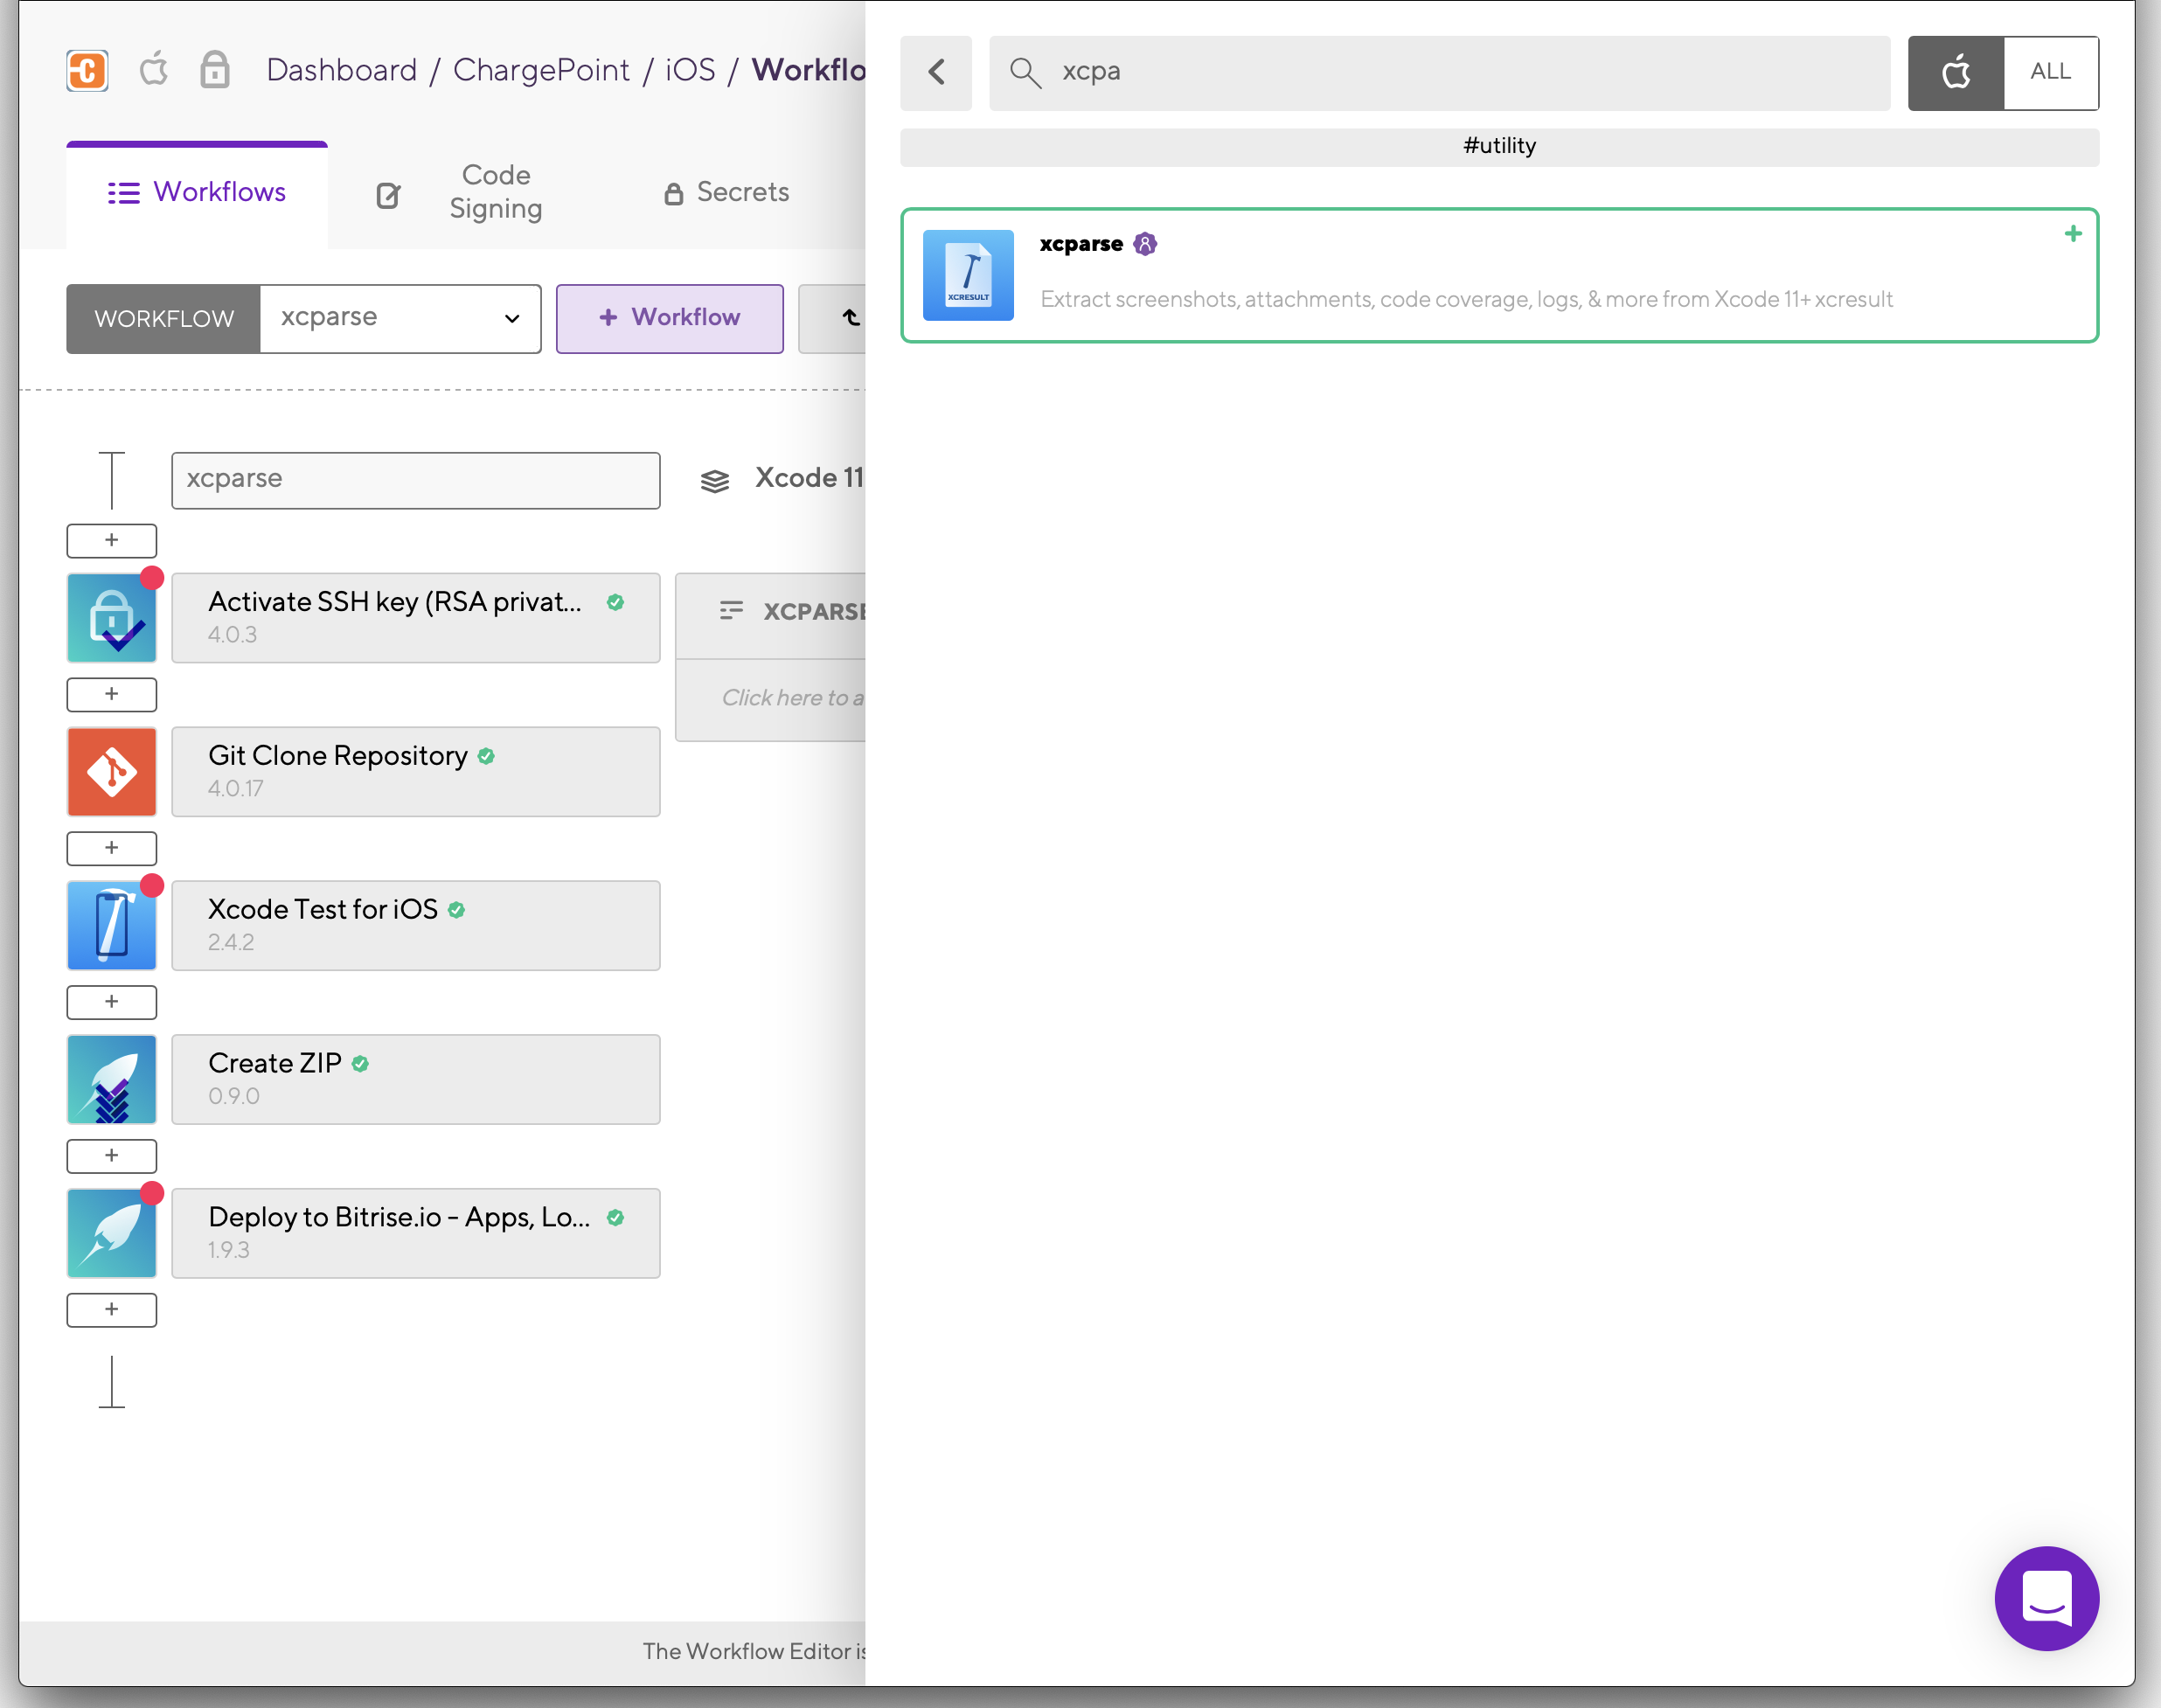 Dashboard / ChargePoint / iOS / Workflo
Workflows
Code
Signing
Secrets
WORKFLOW
xcparse
+ Workflow
xcparse
Xcode 11
+
Activate SSH key (RSA privat...
4.0.3
XCPARSE
Click here to a
+
Git Clone Repository
4.0.17
+
Xcode Test for iOS
2.4.2
+
Create ZIP
0.9.0
+
Deploy to Bitrise.io - Apps, Lo...
1.9.3
+
The Workflow Editor is
xcpa
ALL
#utility
XCRESULT
xcparse
+
Extract screenshots, attachments, code coverage, logs, & more from Xcode 11+ xcresult